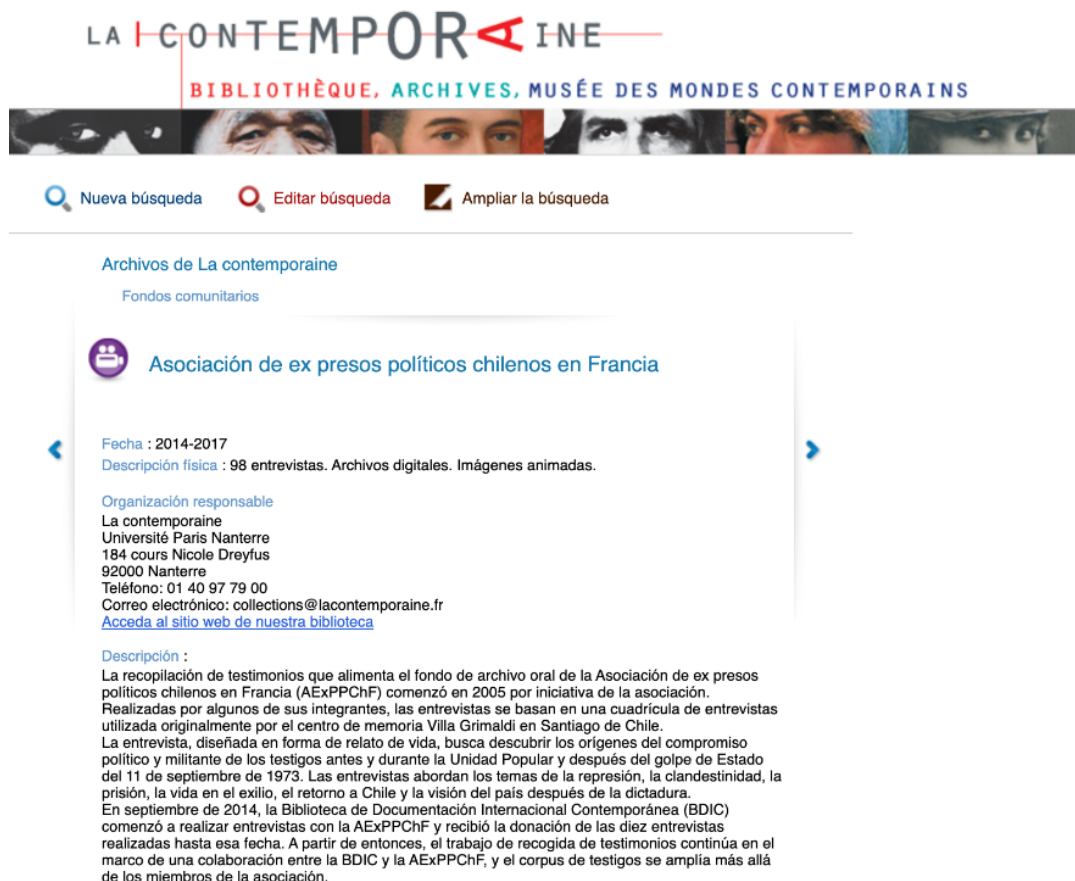 LA CONTEMPORAINE
BIBLIOTHÈQUE, ARCHIVES, MUSÉE DES MONDES CONTEMPORAINS
Nueva búsqueda Editar búsqueda Ampliar la búsqueda
Archivos de La contemporaine
Fondos comunitarios
Asociación de ex presos políticos chilenos en Francia
Fecha : 2014-2017
Descripción física : 98 entrevistas. Archivos digitales. Imágenes animadas.
Organización responsable
La contemporaine
Université Paris Nanterre
184 cours Nicole Dreyfus
92000 Nanterre
Teléfono: 01 40 97 79 00
Correo electrónico: collections@lacontemporaine.fr
Acceda al sitio web de nuestra biblioteca
Descripción :
La recopilación de testimonios que alimenta el fondo de archivo oral de la Asociación de ex presos
políticos chilenos en Francia (AExPPChF) comenzó en 2005 por iniciativa de la asociación.
Realizadas por algunos de sus integrantes, las entrevistas se basan en una cuadrícula de entrevistas
utilizada originalmente por el centro de memoria Villa Grimaldi en Santiago de Chile.
La entrevista, diseñada en forma de relato de vida, busca descubrir los orígenes del compromiso
político y militante de los testigos antes y durante la Unidad Popular y después del golpe de Estado
del 11 de septiembre de 1973. Las entrevistas abordan los temas de la represión, la clandestinidad, la
prisión, la vida en el exilio, el retorno a Chile y la visión del país después de la dictadura.
En septiembre de 2014, la Biblioteca de Documentación Internacional Contemporánea (BDIC)
comenzó a realizar entrevistas con la AExPPChF y recibió la donación de las diez entrevistas
realizadas hasta esa fecha. A partir de entonces, el trabajo de recogida de testimonios continúa en el
marco de una colaboración entre la BDIC y la AExPPChF, y el corpus de testigos se amplía más allá
de los miembros de la asociación.